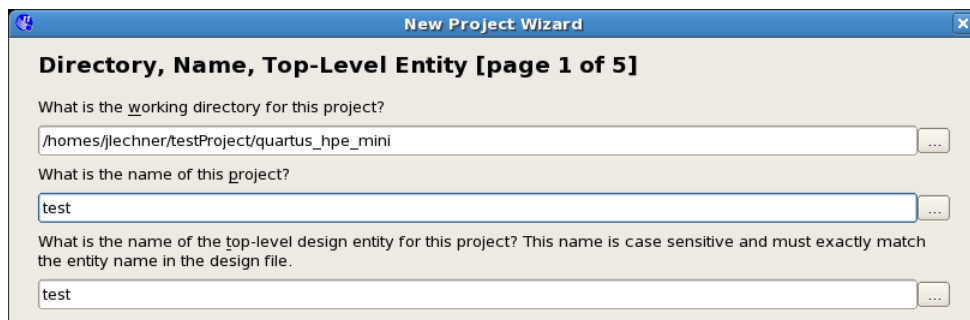 New Project Wizard
Directory, Name, Top-Level Entity [page 1 of 5]
What is the working directory for this project?
/homes/jlechner/testProject/quartus_hpe_mini
...
What is the name of this project?
test
...
What is the name of the top-level design entity for this project? This name is case sensitive and must exactly match
the entity name in the design file.
test
...